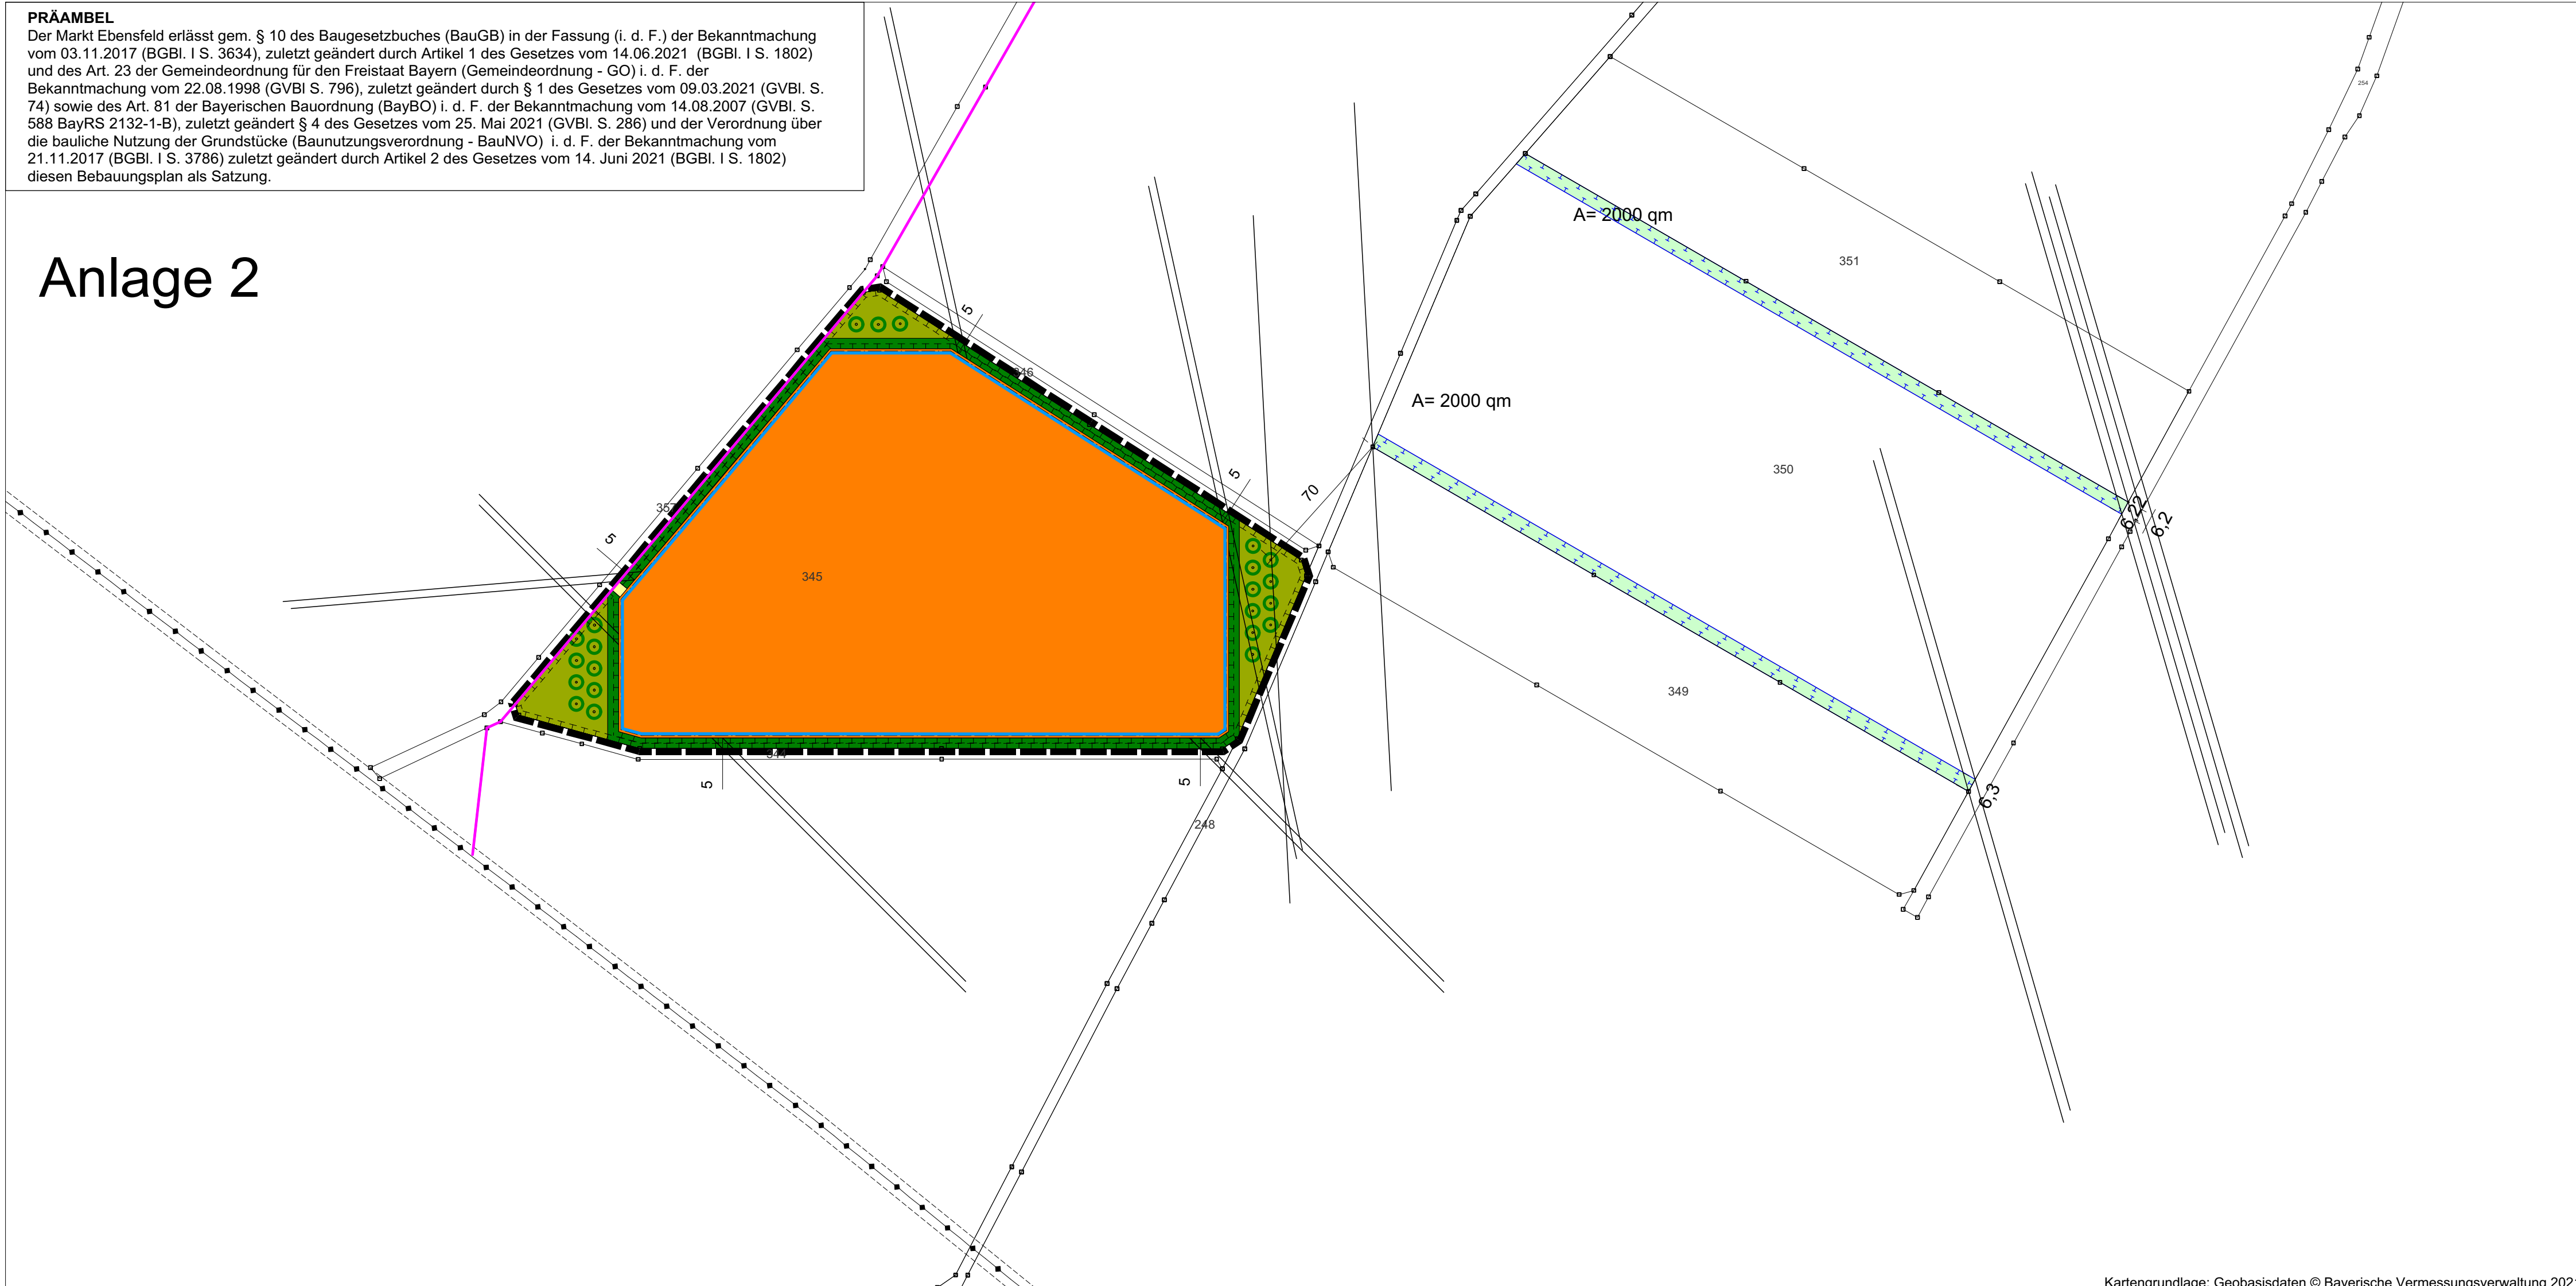 PRÄAMBEL
Der Markt Ebensfeld erlässt gem. § 10 des Baugesetzbuches (BauGB) in der Fassung (i. d. F.) der Bekanntmachung
vom 03.11.2017 (BGBl. I S. 3634), zuletzt geändert durch Artikel 1 des Gesetzes vom 14.06.2021 (BGBl. I S. 1802)
und des Art. 23 der Gemeindeordnung für den Freistaat Bayern (Gemeindeordnung - GO) i. d. F. der
Bekanntmachung vom 22.08.1998 (GVBl S. 796), zuletzt geändert durch § 1 des Gesetzes vom 09.03.2021 (GVBl. S.
74) sowie des Art. 81 der Bayerischen Bauordnung (BayBO) i. d. F. der Bekanntmachung vom 14.08.2007 (GVBl. S.
588 BayRS 2132-1-B), zuletzt geändert § 4 des Gesetzes vom 25. Mai 2021 (GVBl. S. 286) und der Verordnung über
die bauliche Nutzung der Grundstücke (Baunutzungsverordnung - BauNVO) i. d. F. der Bekanntmachung vom
21.11.2017 (BGBl. I S. 3786) zuletzt geändert durch Artikel 2 des Gesetzes vom 14. Juni 2021 (BGBl. I S. 1802)
diesen Bebauungsplan als Satzung.
254
A= 2000 qm
351
Anlage 2
5
346
A= 2000 qm
350
5
70
357
6,22
6,2
5
345
349
344
5
5
6,3
248
Kartengrundlage: Geobasisdaten © Bayerische Vermessungsverwaltung 202